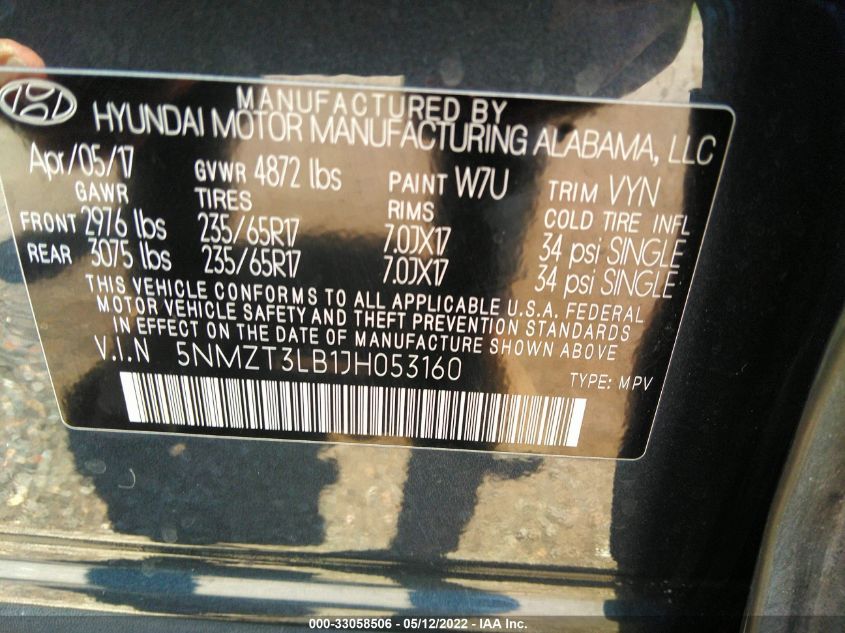 MANUFACTURED BY
HYUNDAI MOTOR MANUFACTURING ALABAMA, LLC
Apr/05/17 GVWR 4872 lbs PAINT W7U TRIM VYN
GAWR TIRES RIMS COLD TIRE INFL
FRONT 2976 lbs 235/65R17 7.0JX17 34 psi SINGLE
REAR 3075 lbs 235/65R17 7.0JX17 34 psi SINGLE
THIS VEHICLE CONFORMS TO ALL APPLICABLE U.S.A. FEDERAL
MOTOR VEHICLE SAFETY AND THEFT PREVENTION STANDARDS
IN EFFECT ON THE DATE OF MANUFACTURE SHOWN ABOVE
V.I.N 5NMZT3LB1JH053160
TYPE: MPV
000-33058506 - 05/12/2022 - IAA Inc.